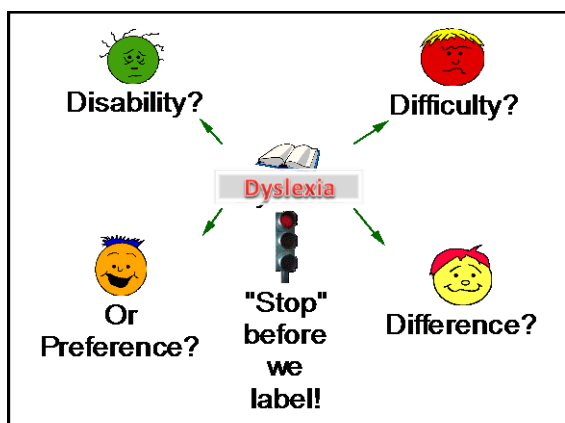 Disability?
Difficulty?
Dyslexia
Or
Preference?
"Stop"
before
we
label!
Difference?